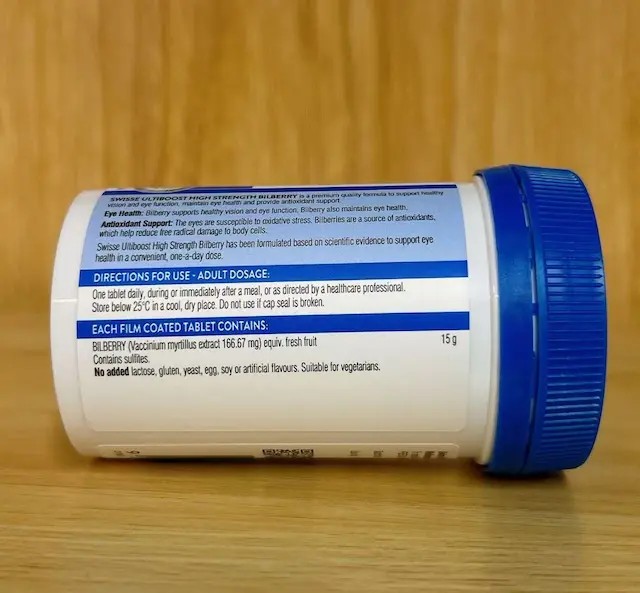 SWISSE ULTIBOOST HIGH STRENGTH BILBERRY is a premium quality formula to support healthy
vision and eye function, maintain eye health and provide antioxidant support.
Eye Health: Bilberry supports healthy vision and eye function. Bilberry also maintains eye health.
Antioxidant Support: The eyes are susceptible to oxidative stress. Bilberries are a source of antioxidants,
which help reduce free radical damage to body cells.
Swisse Ultiboost High Strength Bilberry has been formulated based on scientific evidence to support eye
health in a convenient, one-a-day dose.
DIRECTIONS FOR USE - ADULT DOSAGE:
One tablet daily, during or immediately after a meal, or as directed by a healthcare professional.
Store below 25°C in a cool, dry place. Do not use if cap seal is broken.
EACH FILM COATED TABLET CONTAINS:
BILBERRY (Vaccinium myrtillus extract 166.67 mg) equiv. fresh fruit 15 g
Contains sulfites.
No added lactose, gluten, yeast, egg, soy or artificial flavours. Suitable for vegetarians.